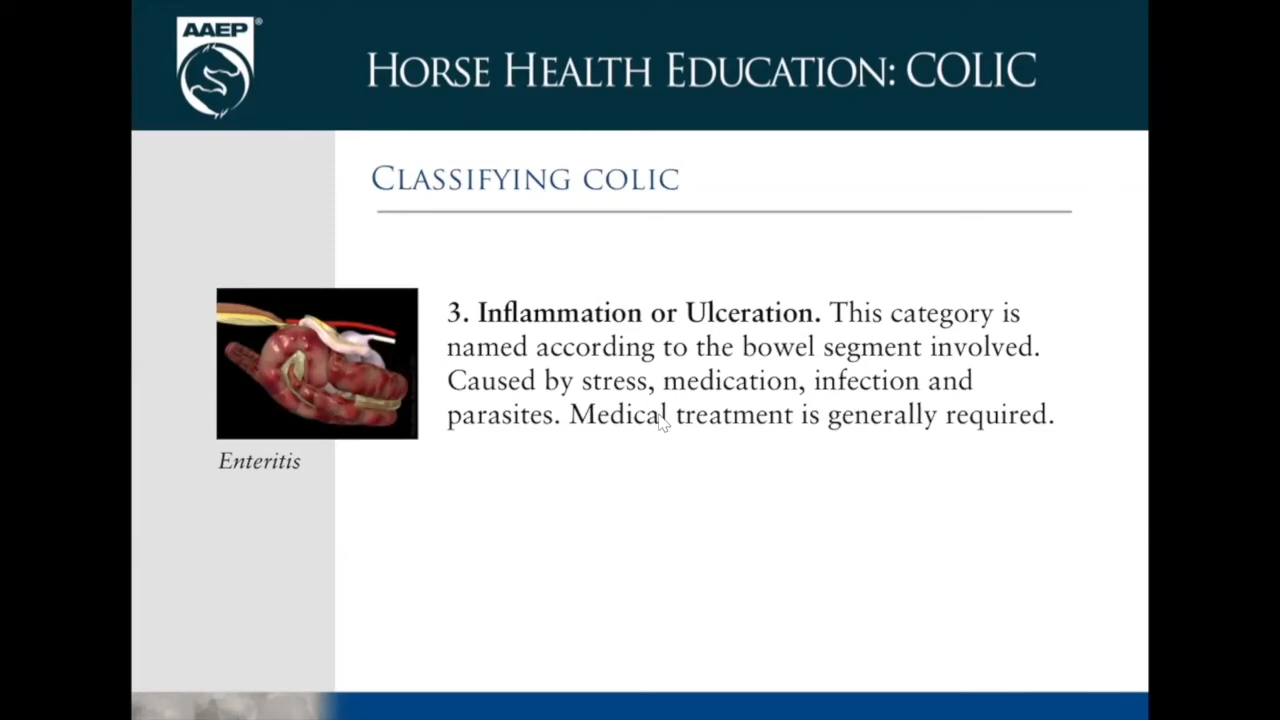 AAEP®
HORSE HEALTH EDUCATION: COLIC
CLASSIFYING COLIC
3. Inflammation or Ulceration. This category is
named according to the bowel segment involved.
Caused by stress, medication, infection and
parasites. Medical treatment is generally required.
Enteritis